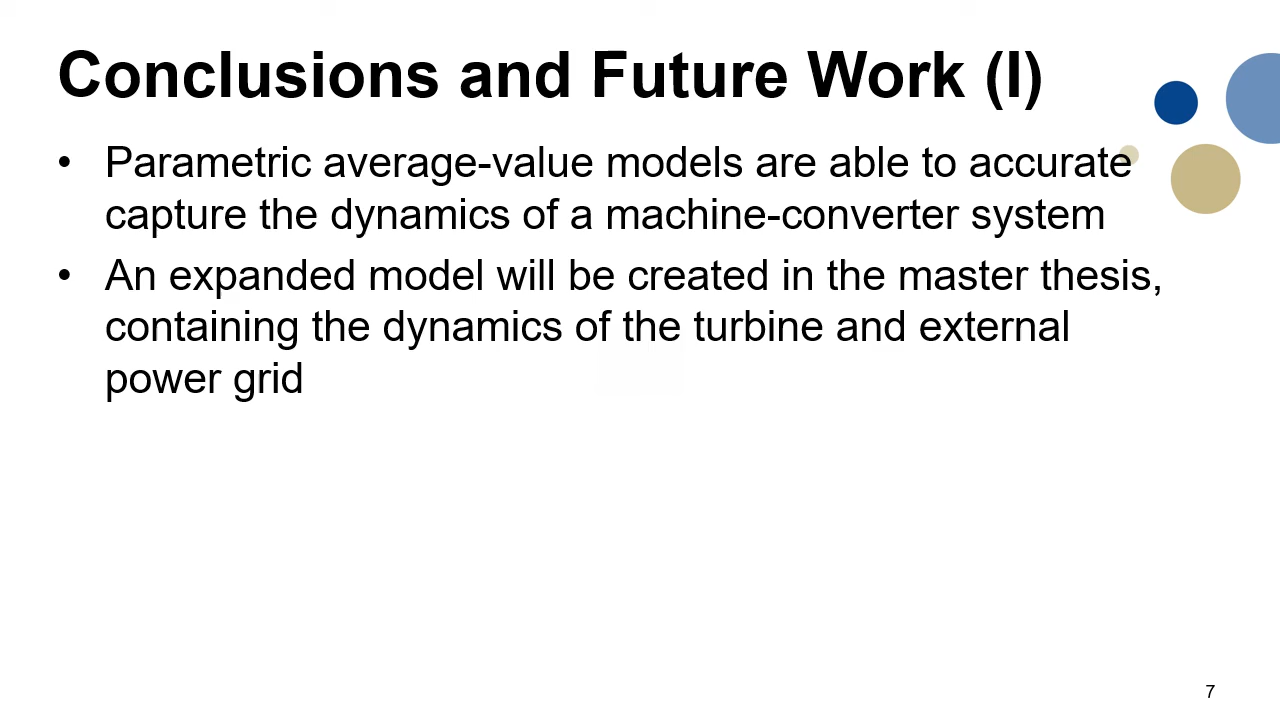 Conclusions and Future Work (I)
• Parametric average-value models are able to accurate
capture the dynamics of a machine-converter system
• An expanded model will be created in the master thesis,
containing the dynamics of the turbine and external
power grid
7